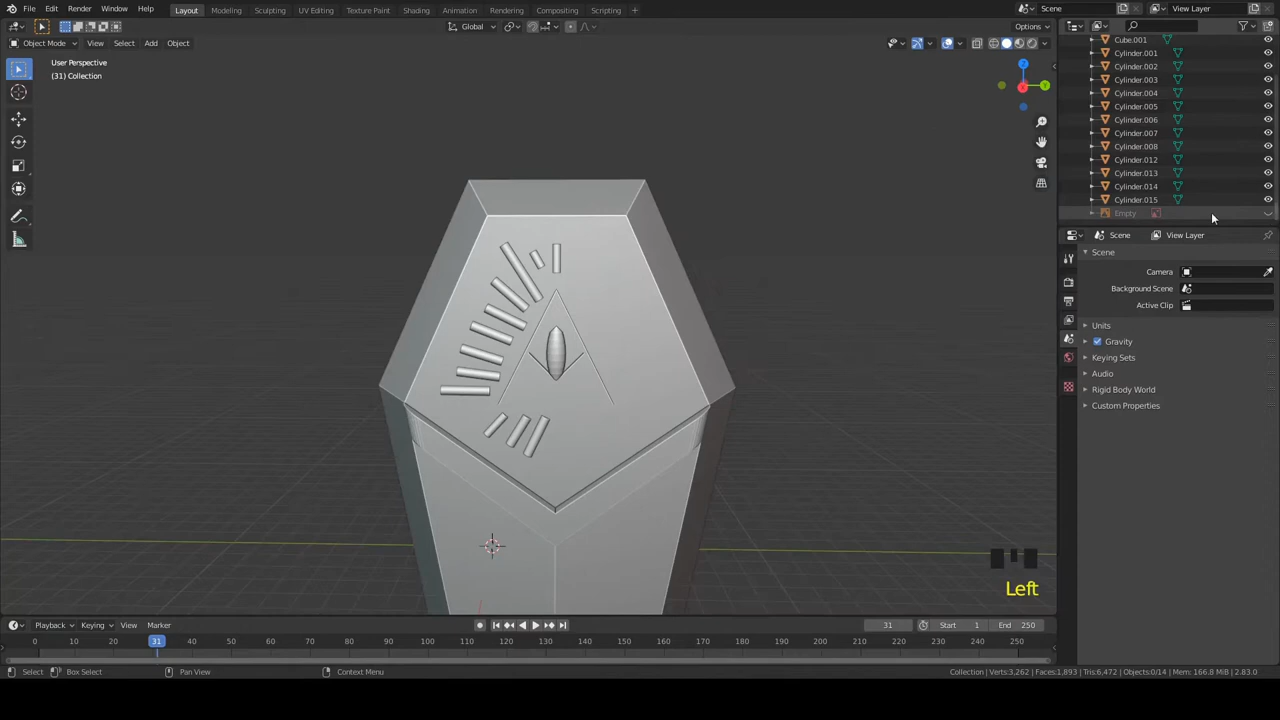 File Edit Render Window Help Layout Modeling Sculpting UV Editing Texture Paint Shading Animation Rendering Compositing Scripting + Scene View Layer
Global Options
Object Mode View Select Add Object
User Perspective
(31) Collection
Z
X
Y
Cube.001
Cylinder.001
Cylinder.002
Cylinder.003
Cylinder.004
Cylinder.005
Cylinder.006
Cylinder.007
Cylinder.008
Cylinder.012
Cylinder.013
Cylinder.014
Cylinder.015
Empty
Scene View Layer
Scene
Camera
Background Scene
Active Clip
Units
Gravity
Keying Sets
Audio
Rigid Body World
Custom Properties
Left
Playback Keying View Marker 31 Start 1 End 250
0 10 20 31 40 50 60 70 80 90 100 110 120 130 140 150 160 170 180 190 200 210 220 230 240 250
Select Box Select Pan View Context Menu Collection | Verts:3,262 | Faces:1,893 | Tris:6,472 | Objects:0/14 | Mem: 166.8 MiB | 2.83.0